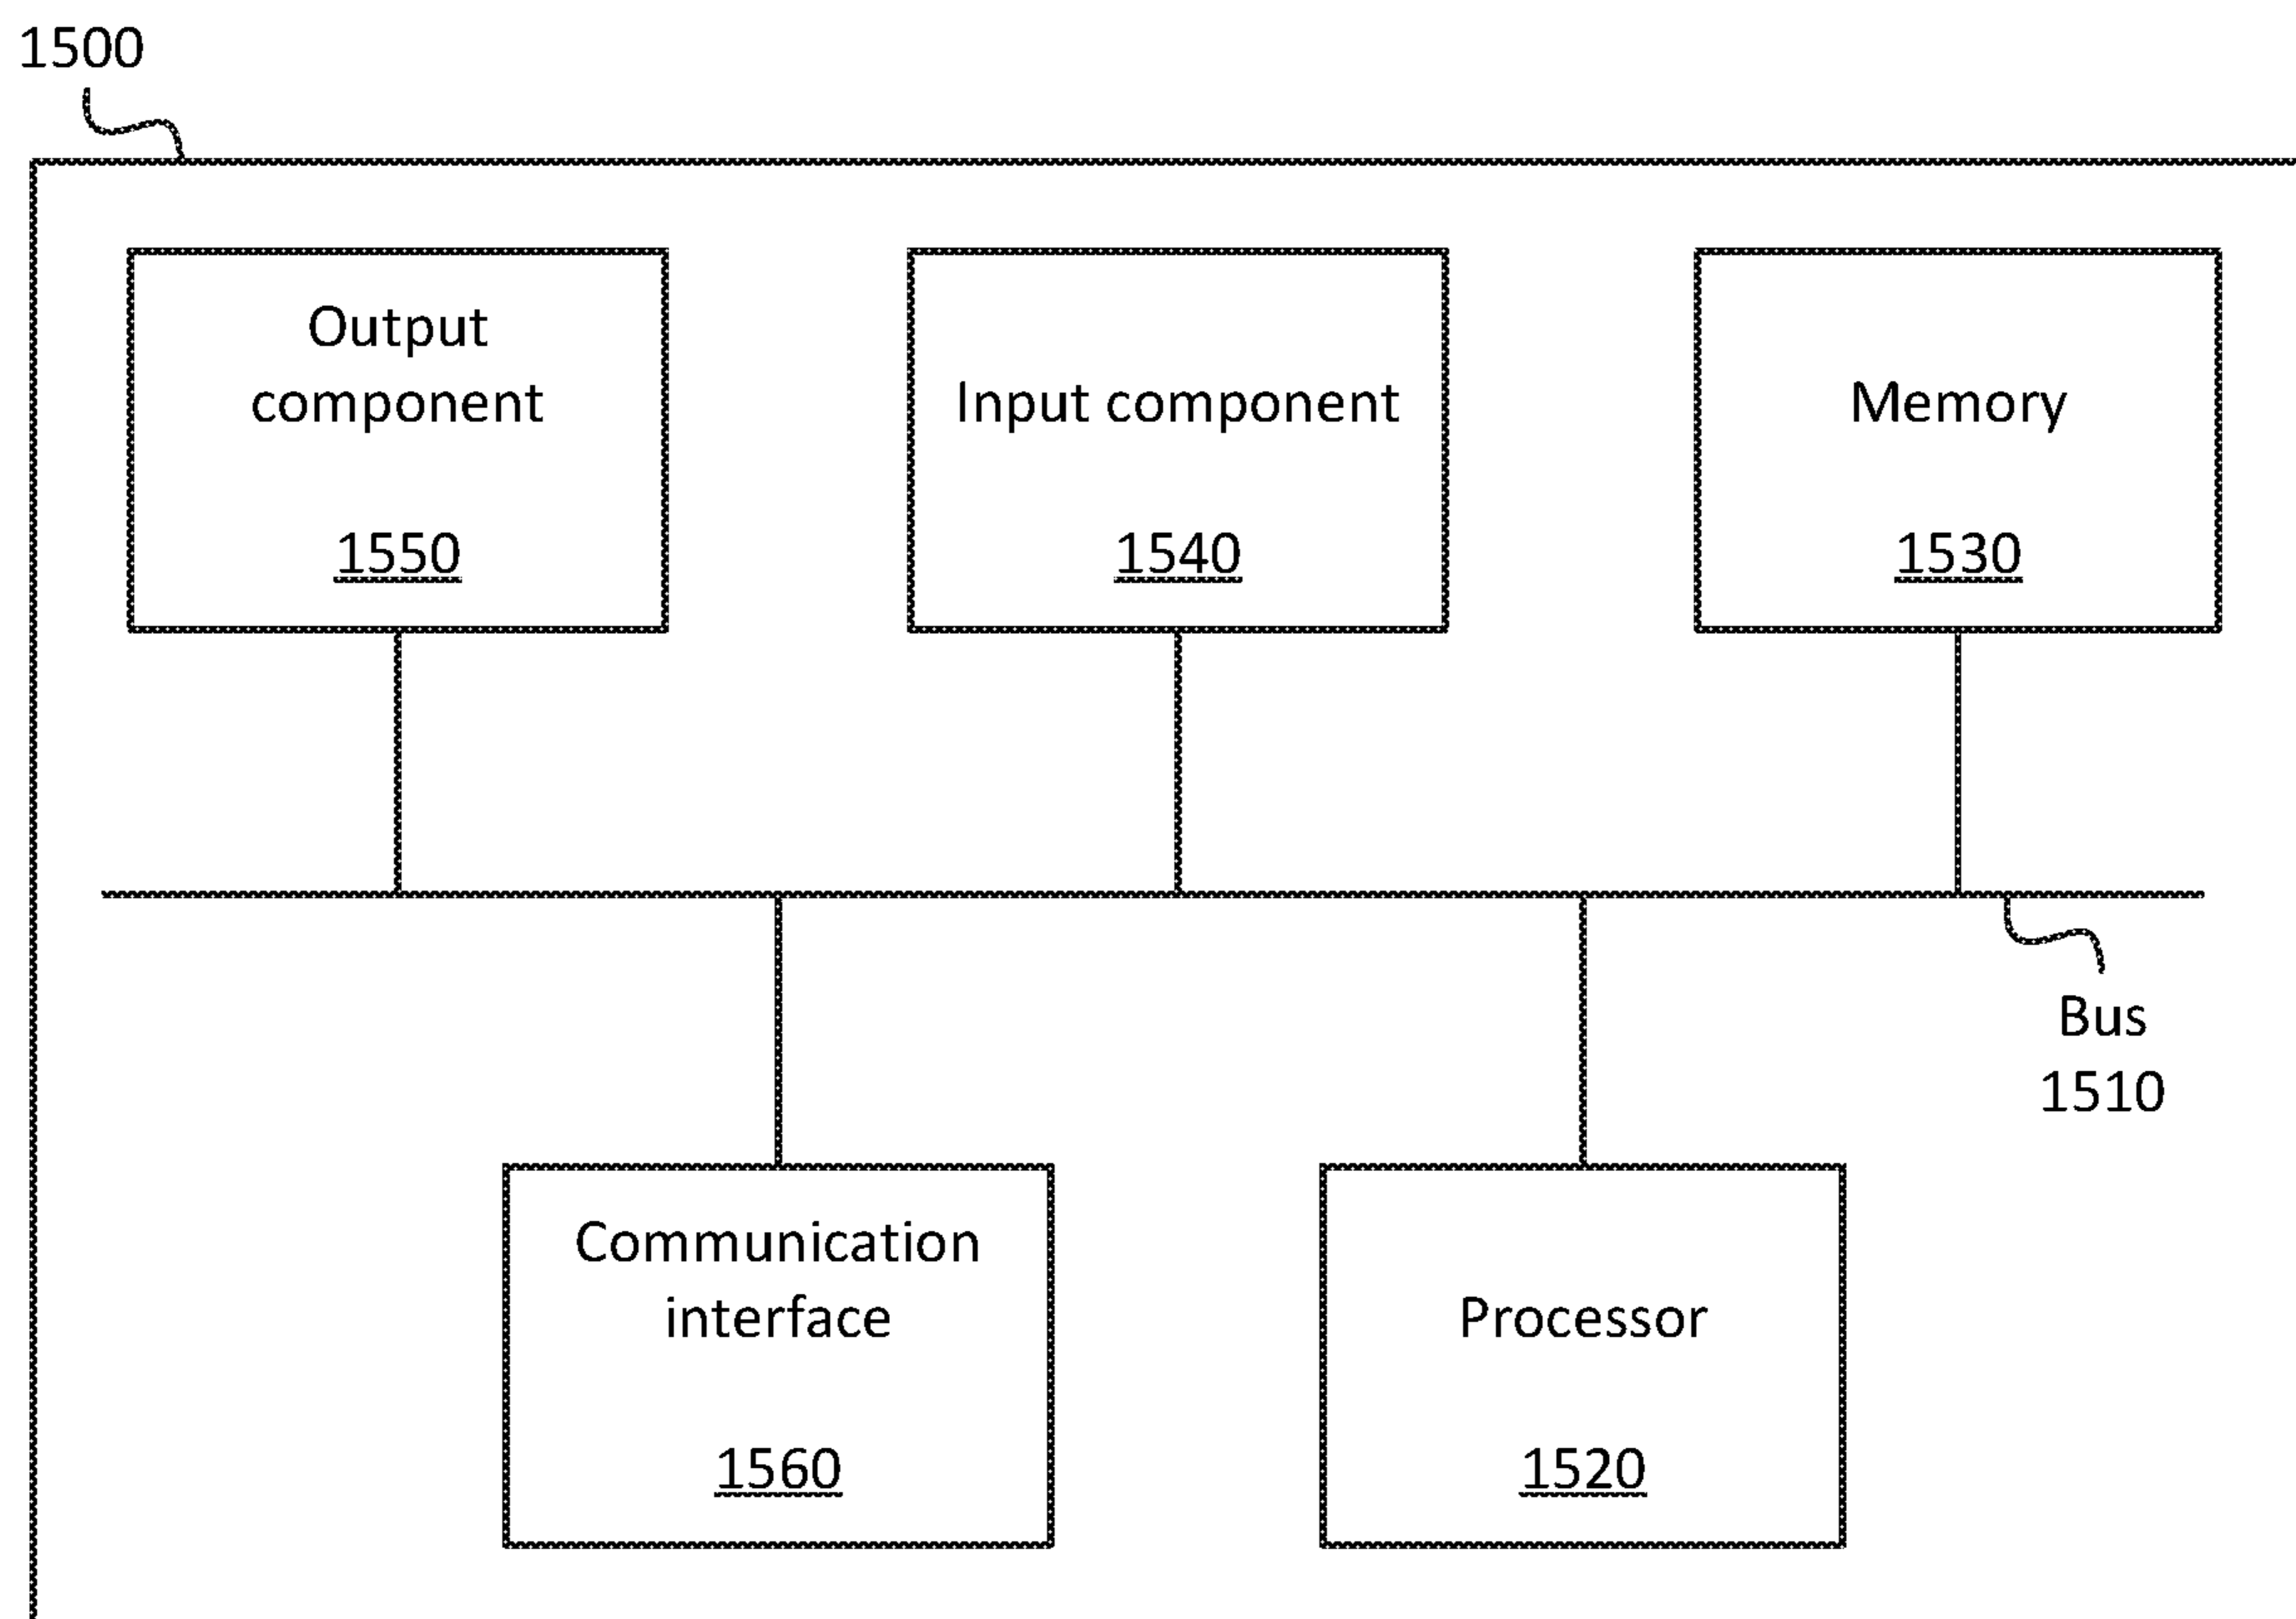 1500
Output
component
1550
Input component
1540
Memory
1530
Bus
1510
Communication
interface
1560
Processor
1520